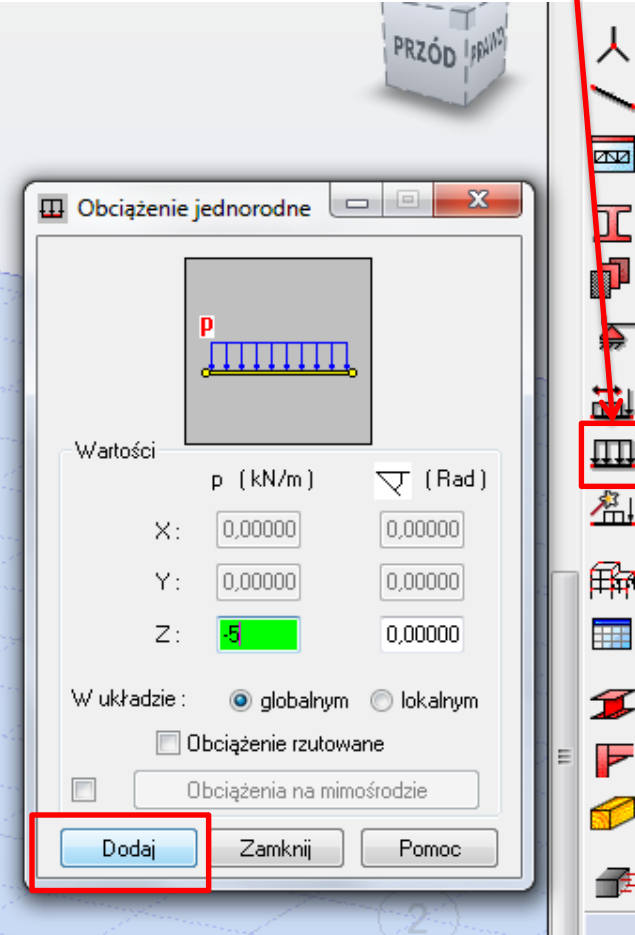 PRZÓD PRAWO
Obciążenie jednorodne
p
Wartości
p (kN/m) (Rad)
X: 0,00000 0,00000
Y: 0,00000 0,00000
Z: -5 0,00000
W układzie: globalnym lokalnym
Obciążenie rzutowane
Obciążenia na mimośrodzie
Dodaj Zamknij Pomoc
2